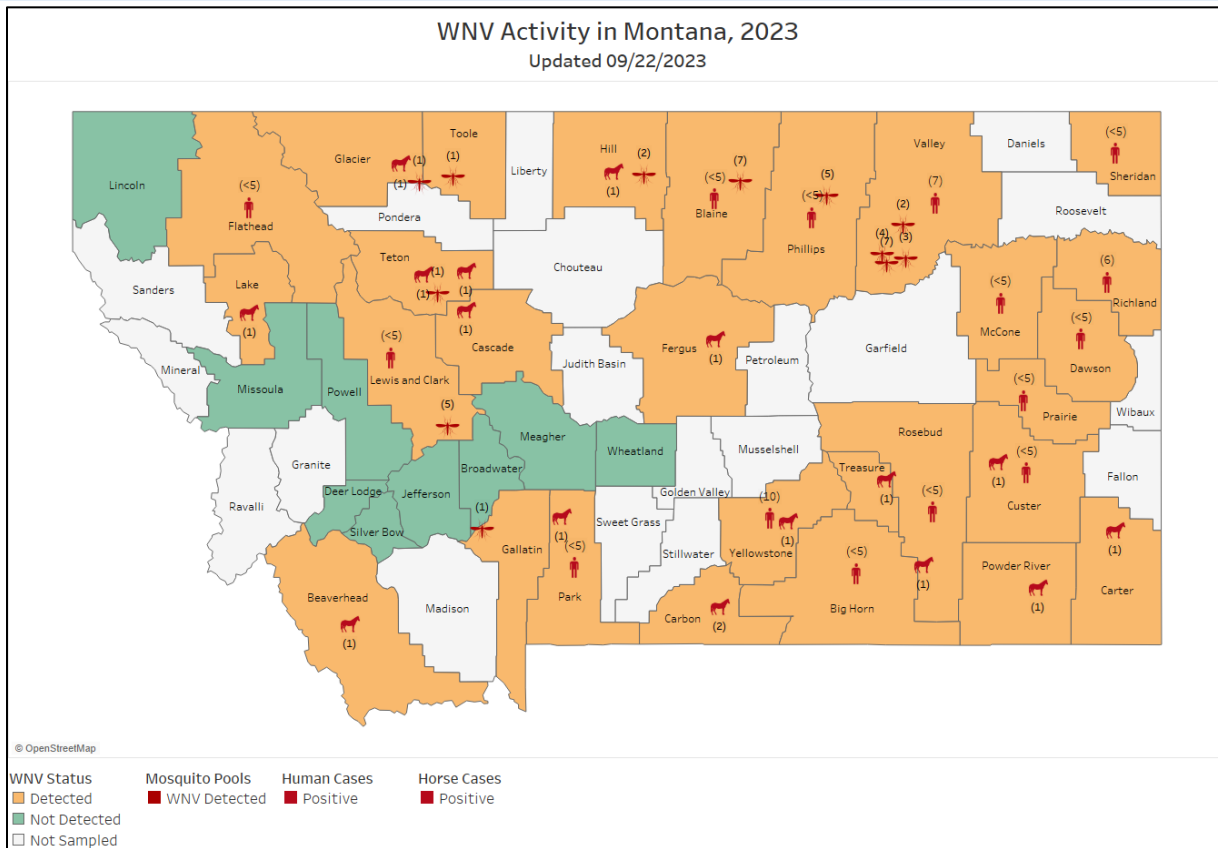 WNV Activity in Montana, 2023
Updated 09/22/2023
Lincoln
(<5)
Flathead
Glacier
(1)
(1)
Toole
(1)
Liberty
Hill
(2)
(1)
(7)
(<5)
Blaine
(5)
(<5)
Phillips
Valley
(7)
(2)
(4)
(3)
(7)
Daniels
(<5)
Sheridan
Roosevelt
Pondera
Sanders
Lake
(1)
Teton
(1)
(1)
(1)
Chouteau
(1)
Cascade
Mineral
Missoula
Powell
(<5)
Lewis and Clark
(5)
Judith Basin
Fergus
(1)
Petroleum
Garfield
(<5)
McCone
(6)
Richland
(<5)
Dawson
(<5)
Prairie
Wibaux
Meagher
Wheatland
Broadwater
(1)
Granite
Ravalli
Deer Lodge
Jefferson
Silver Bow
Musselshell
Golden Valley
Rosebud
Treasure
(1)
(<5)
(1)
(1)
(<5)
Custer
Fallon
Sweet Grass
Stillwater
(10)
(1)
Yellowstone
Gallatin
(1)
(<5)
Park
Beaverhead
(1)
Madison
Carbon
(2)
(<5)
Big Horn
Powder River
(1)
(1)
Carter
© OpenStreetMap
WNV Status
Detected
Not Detected
Not Sampled
Mosquito Pools
WNV Detected
Human Cases
Positive
Horse Cases
Positive